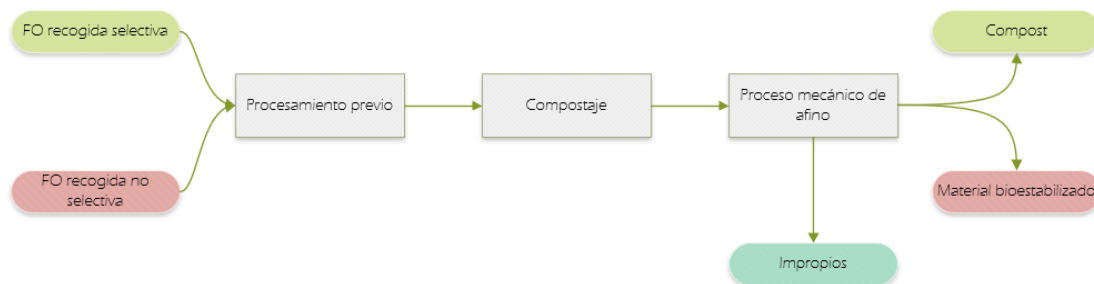 FO recogida selectiva
FO recogida no
selectiva
Procesamiento previo
Compostaje
Proceso mecánico de
afino
Compost
Material bioestabilizado
Impropios